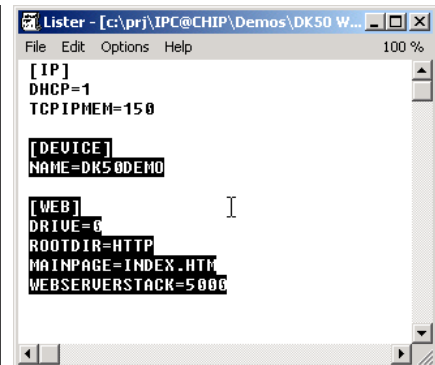 Lister - [c:\prj\IPC@CHIP\Demos\DK50 W...
File Edit Options Help 100 %
[IP]
DHCP=1
TCPIPMEM=150
[DEVICE]
NAME=DK50DEMO
[WEB]
DRIVE=0
ROOTDIR=HTTP
MAINPAGE=INDEX.HTM
WEBSERVERSTACK=5000